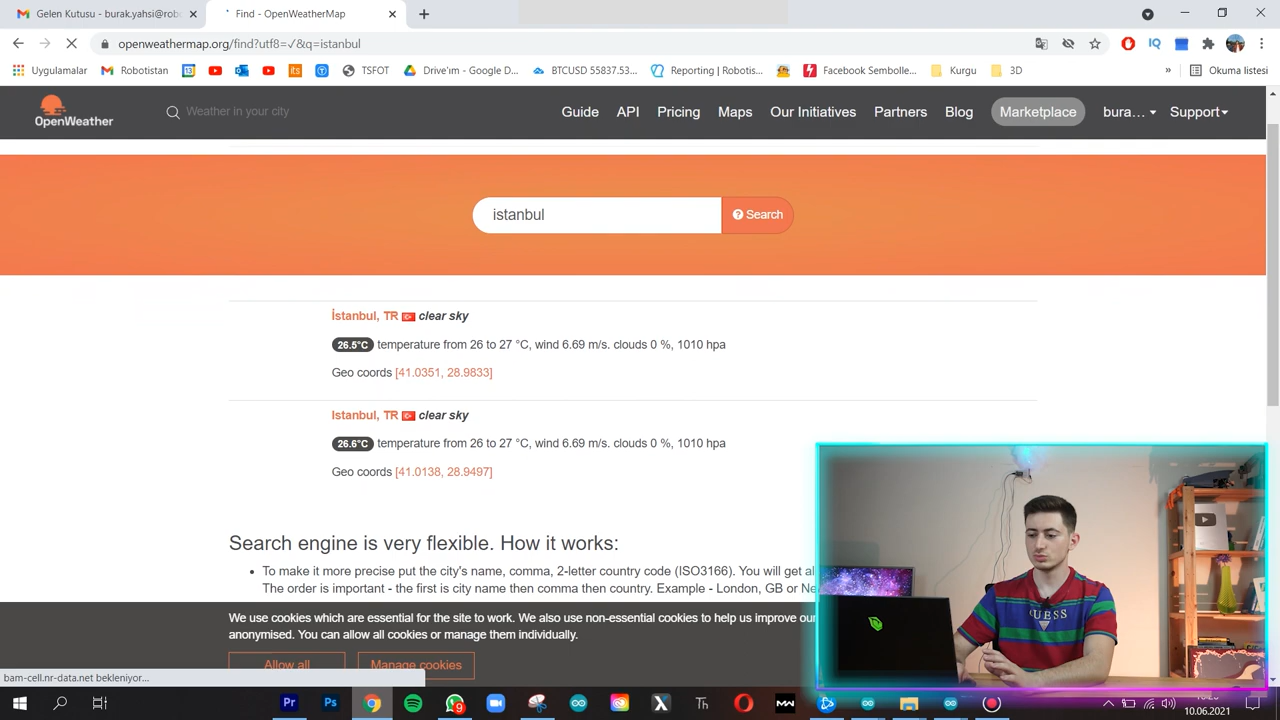 Gelen Kutusu - burak.yahsi@rob
Find - OpenWeatherMap
openweathermap.org/find?utf8=✓&q=istanbul
Uygulamalar
Robotistan
its
TSFOT
Drive'ım - Google D...
BTCUSD 55837.53...
Reporting | Robotis...
Facebook Sembolle...
Kurgu
3D
»
Okuma listesi
OpenWeather
Weather in your city
Guide API Pricing Maps Our Initiatives Partners Blog Marketplace bura... Support
istanbul
Search
İstanbul, TR clear sky
26.5°C temperature from 26 to 27 °C, wind 6.69 m/s. clouds 0 %, 1010 hpa
Geo coords [41.0351, 28.9833]
Istanbul, TR clear sky
26.6°C temperature from 26 to 27 °C, wind 6.69 m/s. clouds 0 %, 1010 hpa
Geo coords [41.0138, 28.9497]
Search engine is very flexible. How it works:
• To make it more precise put the city's name, comma, 2-letter country code (ISO3166). You will get al
The order is important - the first is city name then comma then country. Example - London, GB or Ne
We use cookies which are essential for the site to work. We also use non-essential cookies to help us improve our
anonymised. You can allow all cookies or manage them individually.
Allow all
Manage cookies
bam-cell.nr-data.net bekleniyor...
GUESS
Pr
Ps
9
Th
10.06.2021